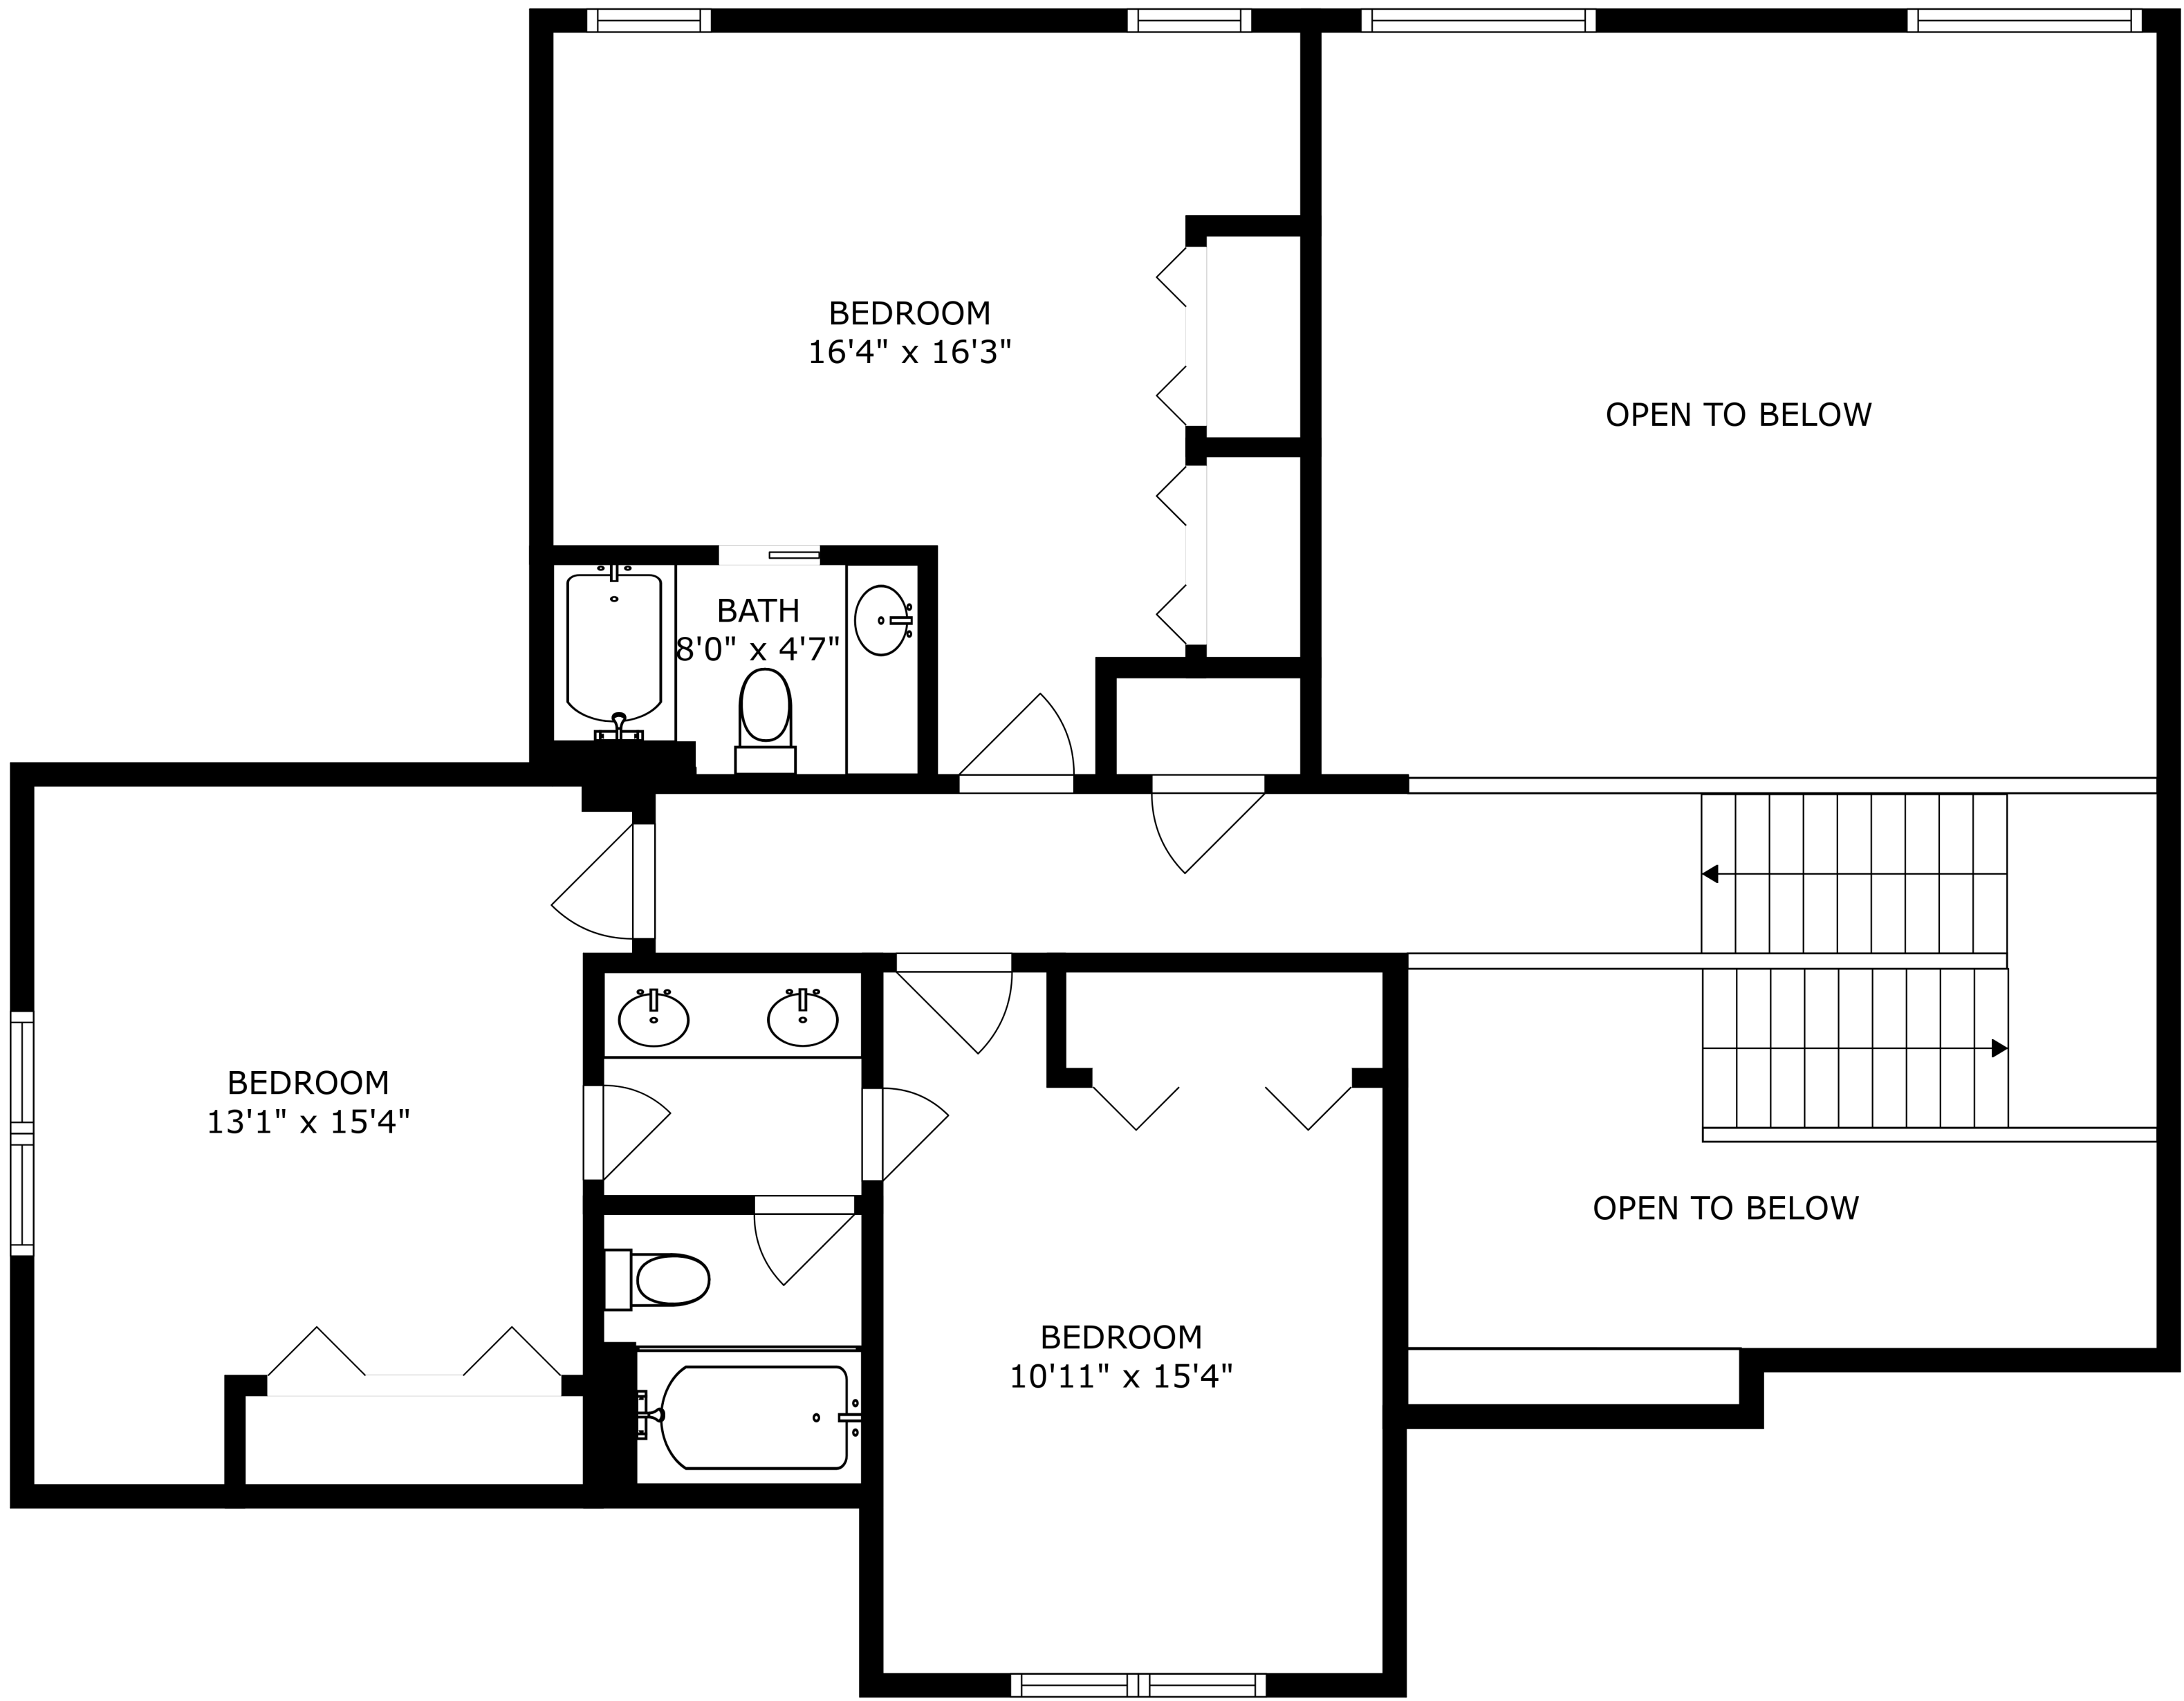 BEDROOM
16'4" x 16'3"
OPEN TO BELOW
BATH
8'0" x 4'7"
BEDROOM
13'1" x 15'4"
OPEN TO BELOW
BEDROOM
10'11" x 15'4"